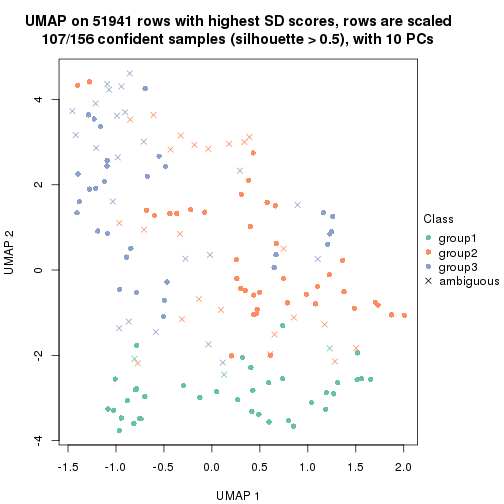 UMAP on 51941 rows with highest SD scores, rows are scaled
107/156 confident samples (silhouette > 0.5), with 10 PCs
4
2
0
-2
-4
UMAP 2
-1.5 -1.0 -0.5 0.0 0.5 1.0 1.5 2.0
UMAP 1
Class
group1
group2
group3
ambiguous